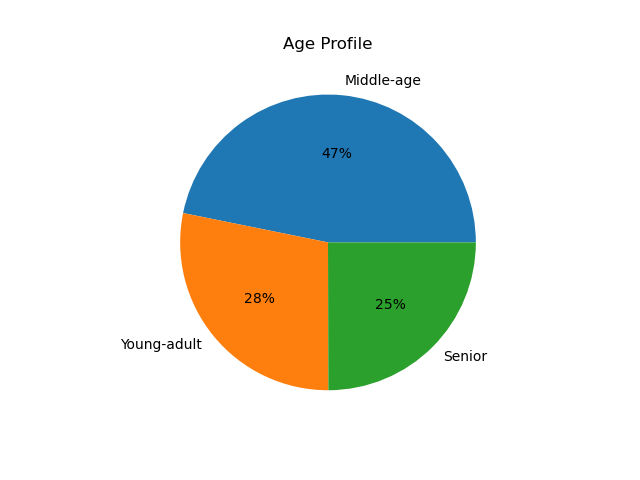 Age Profile
Middle-age
47%
28%
25%
Young-adult
Senior